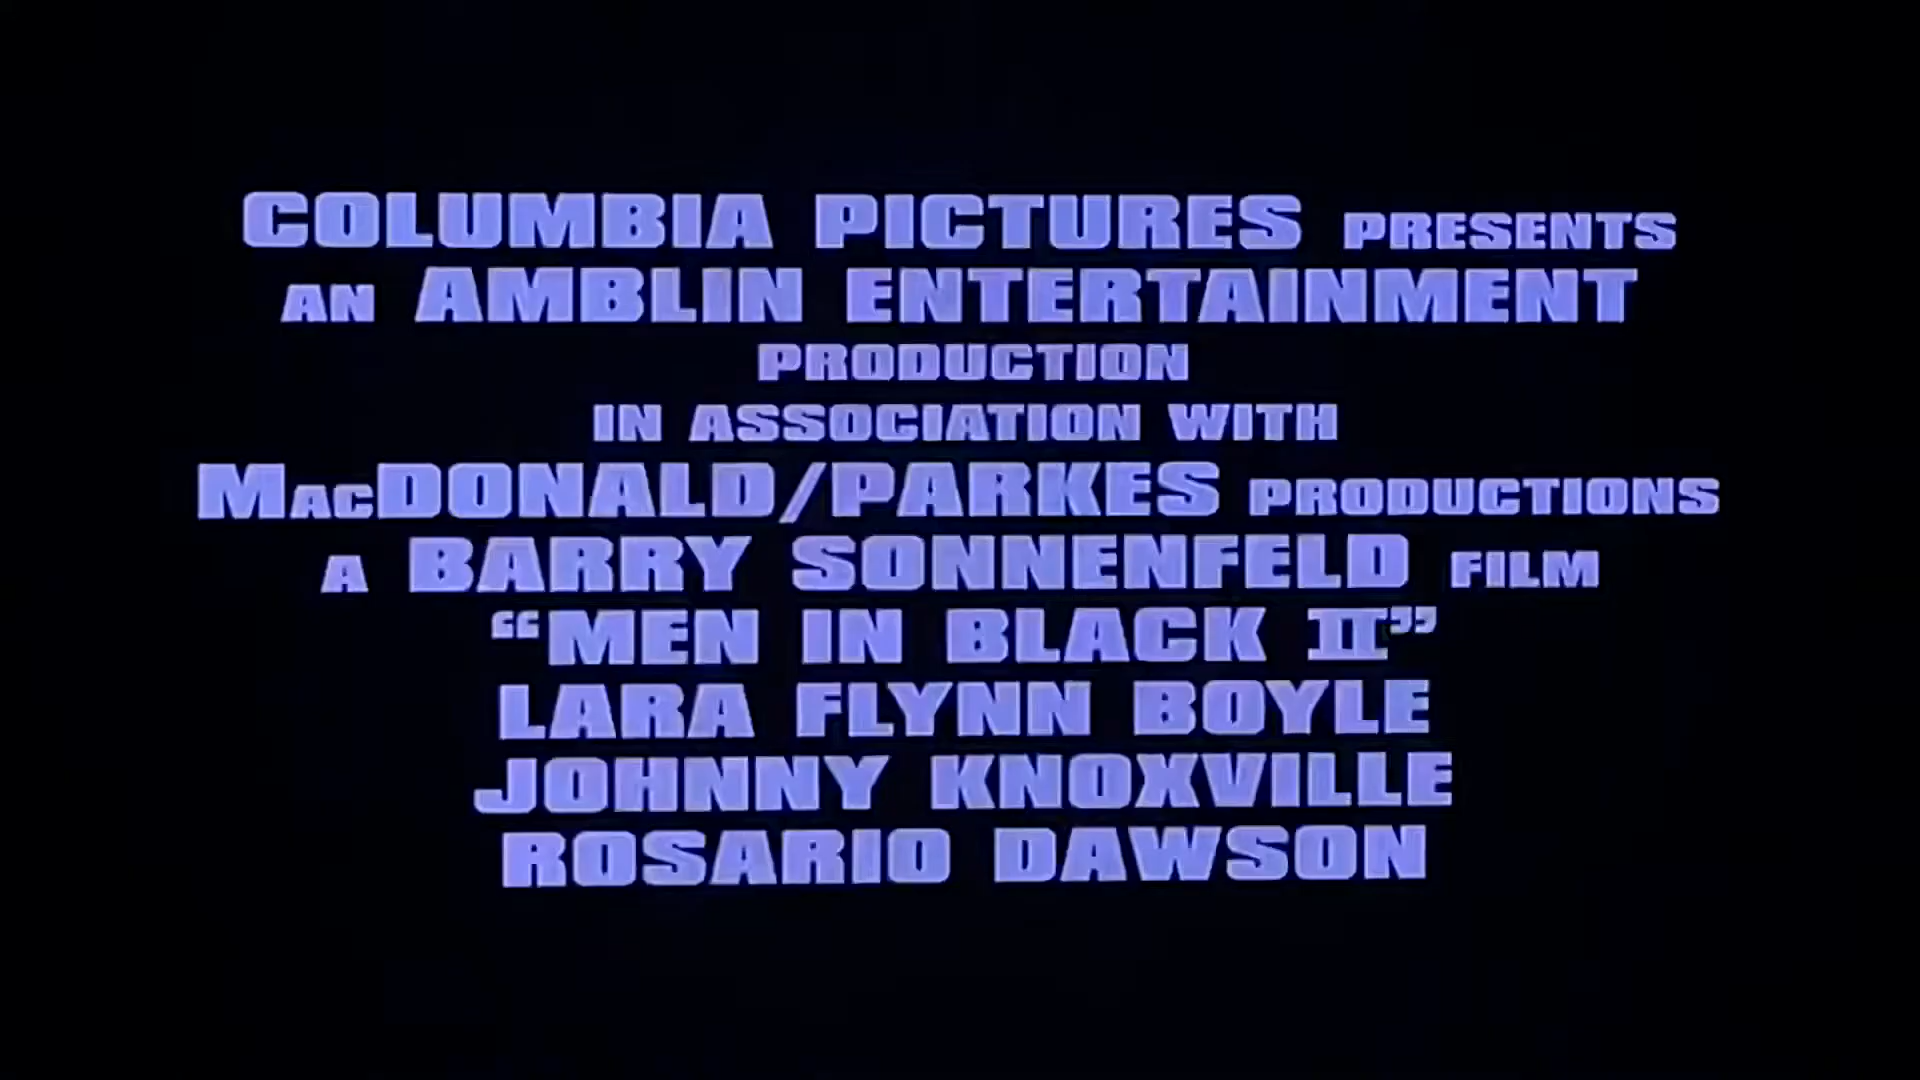 COLUMBIA PICTURES PRESENTS
AN AMBLIN ENTERTAINMENT
PRODUCTION
IN ASSOCIATION WITH
MacDONALD/PARKES PRODUCTIONS
A BARRY SONNENFELD FILM
“MEN IN BLACK II”
LARA FLYNN BOYLE
JOHNNY KNOXVILLE
ROSARIO DAWSON